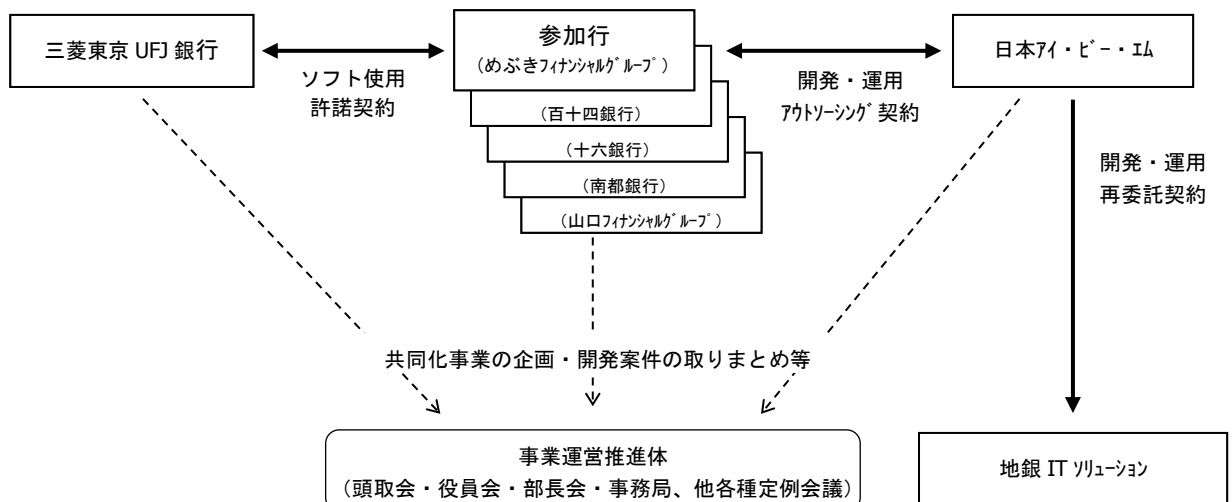 三菱東京 UFJ 銀行
ソフト使用
許諾契約
参加行
(めぶきﾌｨﾅﾝｼｬﾙｸﾞﾙｰﾌﾟ)
(百十四銀行)
(十六銀行)
(南都銀行)
(山口ﾌｨﾅﾝｼｬﾙｸﾞﾙｰﾌﾟ)
開発・運用
ｱｳﾄｿｰｼﾝｸﾞ契約
日本ｱｲ・ﾋﾞｰ・ｴﾑ
開発・運用
再委託契約
共同化事業の企画・開発案件の取りまとめ等
事業運営推進体
(頭取会・役員会・部長会・事務局、他各種定例会議)
地銀 IT ｿﾘｭｰｼｮﾝ